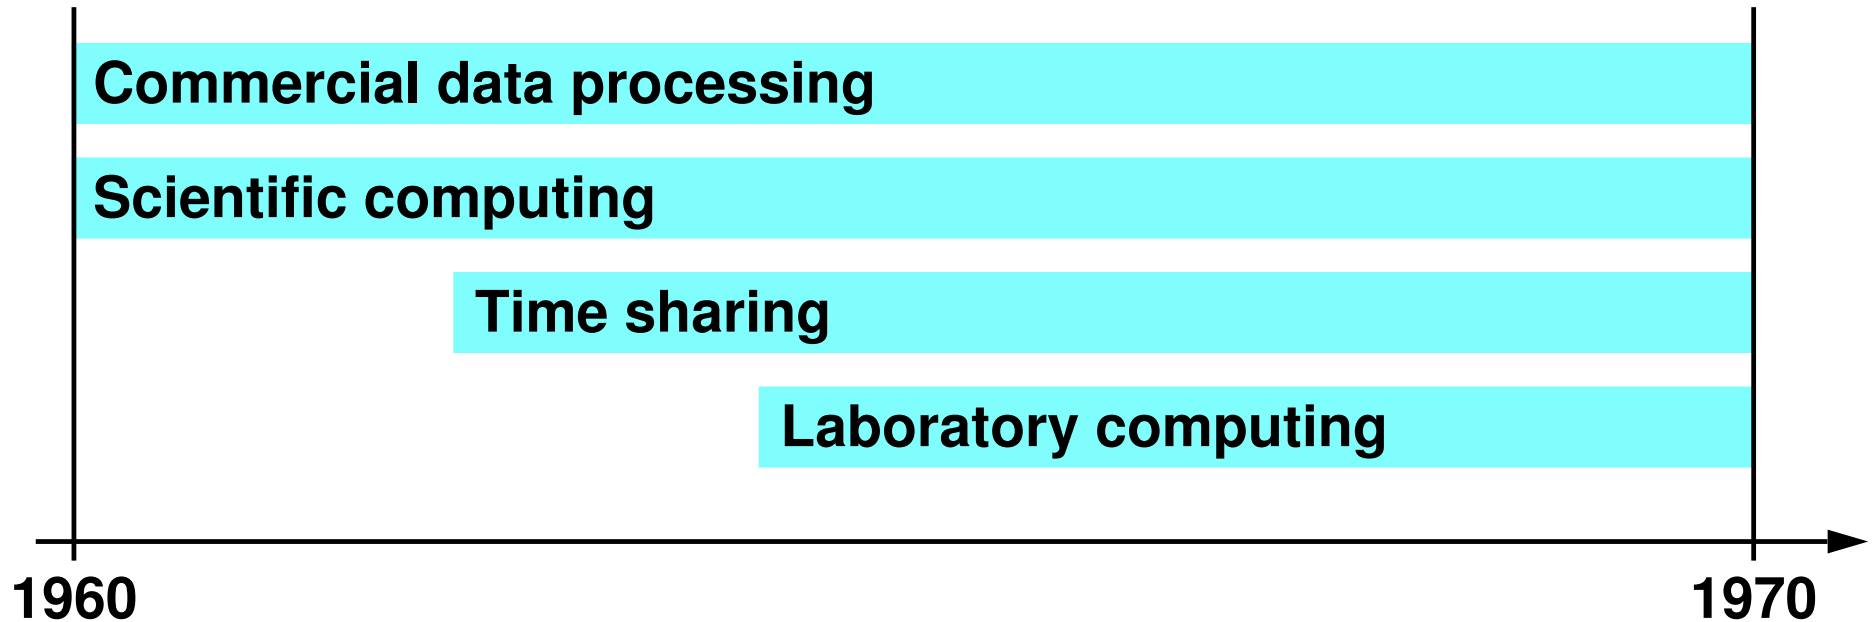 Commercial data processing
Scientific computing
Time sharing
Laboratory computing
1960
1970